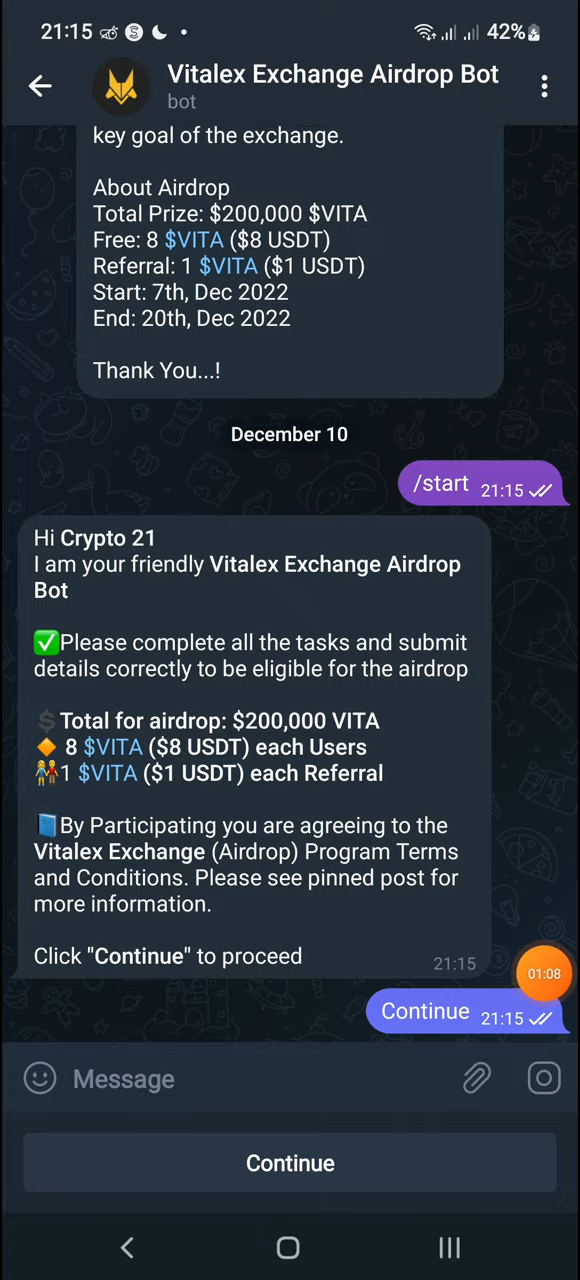 21:15 42%
Vitalex Exchange Airdrop Bot
bot
key goal of the exchange.
About Airdrop
Total Prize: $200,000 $VITA
Free: 8 $VITA ($8 USDT)
Referral: 1 $VITA ($1 USDT)
Start: 7th, Dec 2022
End: 20th, Dec 2022
Thank You...!
December 10
/start 21:15
Hi Crypto 21
I am your friendly Vitalex Exchange Airdrop
Bot
✅Please complete all the tasks and submit
details correctly to be eligible for the airdrop
💲Total for airdrop: $200,000 VITA
🔶 8 $VITA ($8 USDT) each Users
👫1 $VITA ($1 USDT) each Referral
📘By Participating you are agreeing to the
Vitalex Exchange (Airdrop) Program Terms
and Conditions. Please see pinned post for
more information.
Click "Continue" to proceed
21:15
01:08
Continue 21:15
Message
Continue